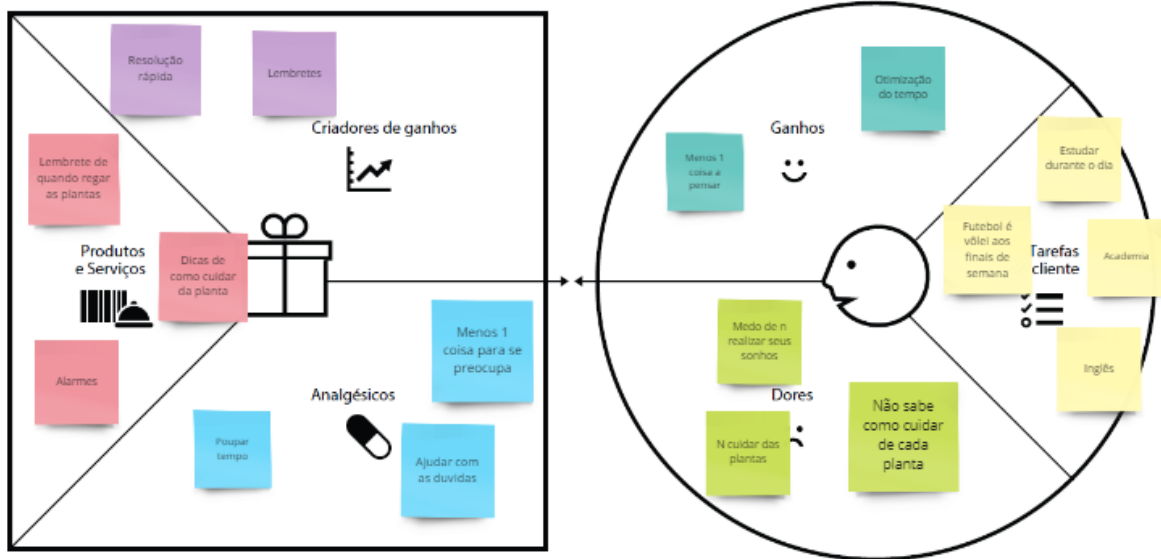 Resolução
rápida
Lembretes
Criadores de ganhos
Lembrete de
quando regar
as plantas
Produtos
e Serviços
Dicas de
como cuidar
da planta
Alarmes
Menos 1
coisa para se
preocupa
Analgésicos
Poupar
tempo
Ajudar com
as duvidas
Otimização
do tempo
Ganhos
Menos 1
coisa a
pensar
Estudar
durante o dia
Futebol é
vôlei aos
finais de
semana
Tarefas
cliente
Academia
Inglês
Medo de n
realizar seus
sonhos
Dores
N cuidar das
plantas
Não sabe
como cuidar
de cada
planta